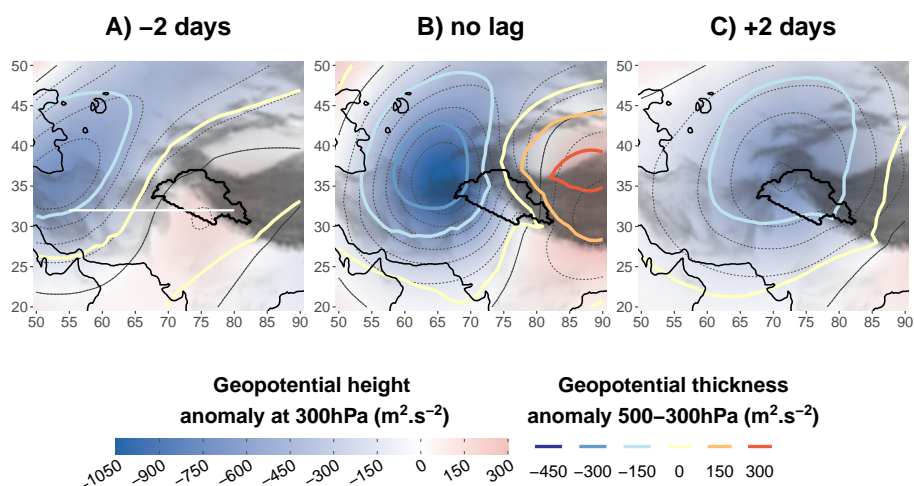 A) −2 days
B) no lag
C) +2 days
50
45
40
35
30
25
20
50 55 60 65 70 75 80 85 90
50
45
40
35
30
25
20
50 55 60 65 70 75 80 85 90
50
45
40
35
30
25
20
50 55 60 65 70 75 80 85 90
Geopotential height
anomaly at 300hPa (m².s⁻²)
−1050 −900 −750 −600 −450 −300 −150 0 150 300
Geopotential thickness
anomaly 500−300hPa (m².s⁻²)
−450 −300 −150 0 150 300